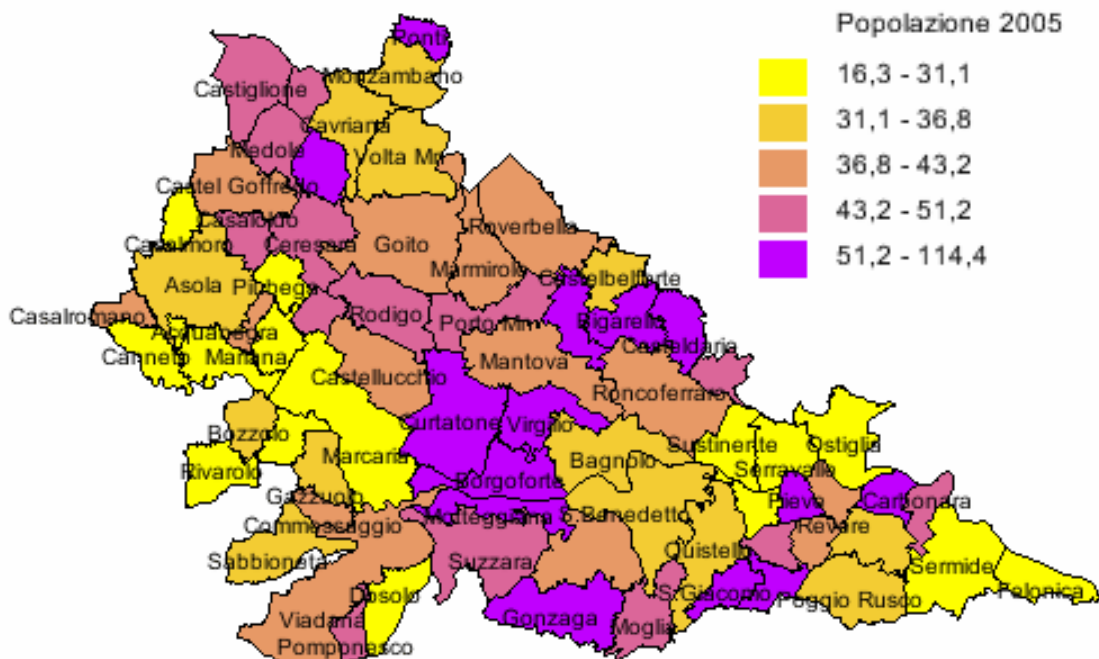 Popolazione 2005
16,3 - 31,1
31,1 - 36,8
36,8 - 43,2
43,2 - 51,2
51,2 - 114,4
Ponti
Monzambano
Castiglione
Cavriana
Medole
Volta Mn
Castel Goffredo
Casaloldo
Roverbella
Casalmoro
Ceresara
Goito
Marmirolo
Castelbelforte
Asola
Piubega
Casalromano
Rodigo
Porto Mn
Bigarello
Acquanegra
Casteldaria
Canneto
Mariana
Mantova
Castellucchio
Roncoferraro
Curtatone
Virgilio
Bozzolo
Sustinente
Ostiglia
Rivarolo
Marcaria
Bagnolo
Serravalle
Borgoforte
Gazzuolo
Pieve
Carbonara
Commessaggio
Motteggiana
S.Benedetto
Revere
Sabbioneta
Suzzara
Quistello
Sermide
Dosolo
S.Giacomo
Poggio Rusco
Felonica
Viadana
Gonzaga
Moglia
Pomponesco